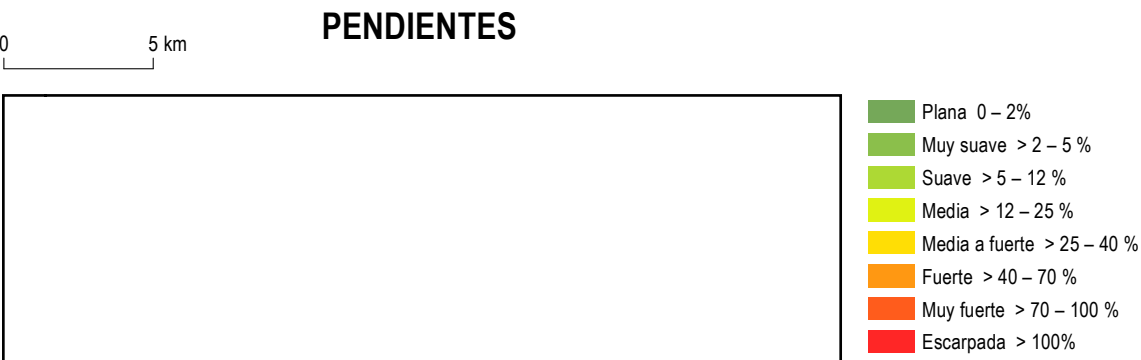 PENDIENTES
0 5 km
Plana 0 – 2%
Muy suave > 2 – 5 %
Suave > 5 – 12 %
Media > 12 – 25 %
Media a fuerte > 25 – 40 %
Fuerte > 40 – 70 %
Muy fuerte > 70 – 100 %
Escarpada > 100%